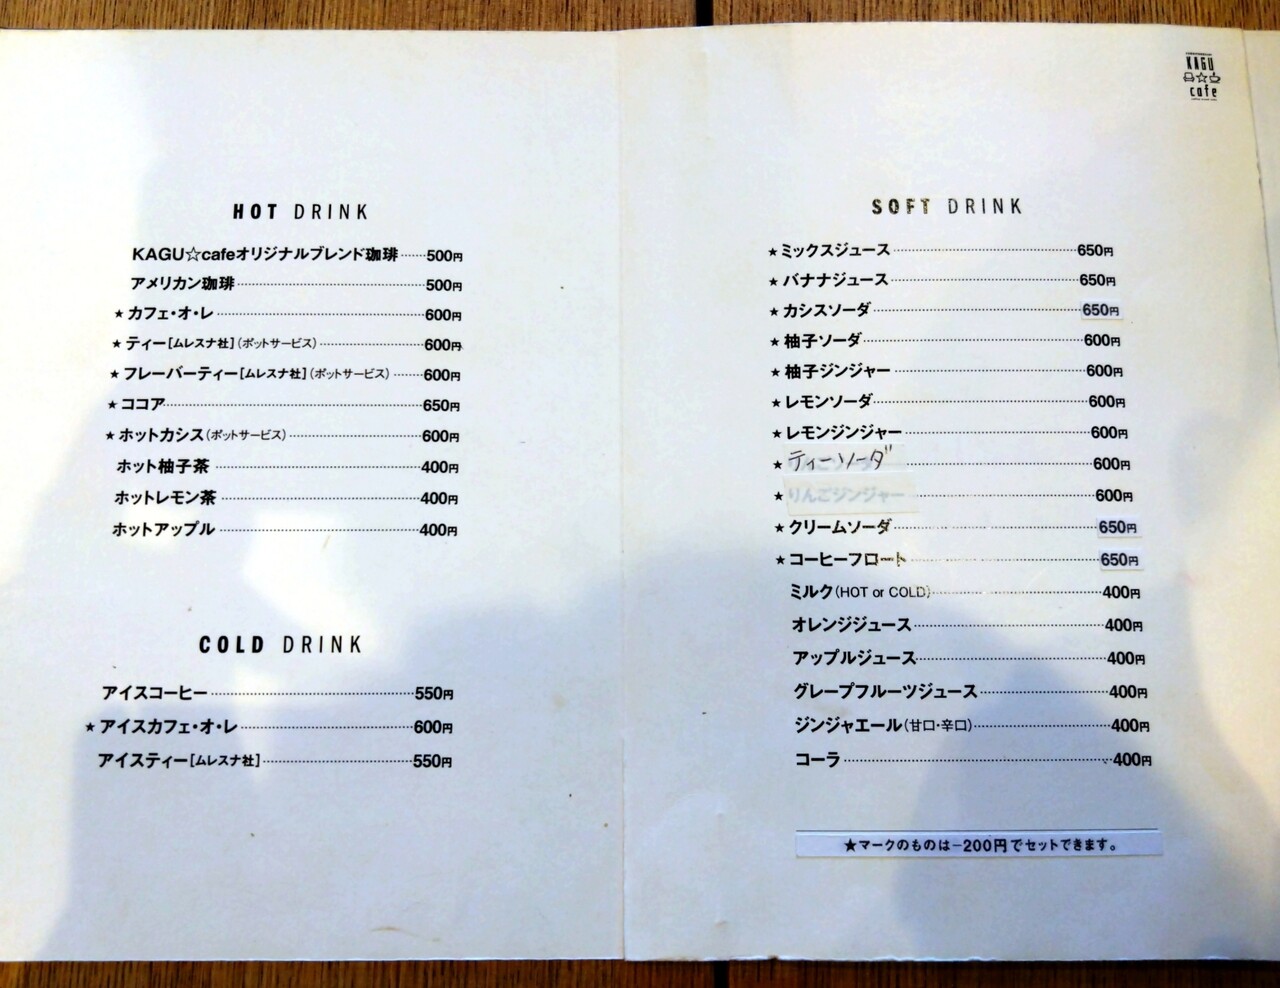 KAGU
☆
cafe
HOT DRINK
KAGU☆cafeオリジナルブレンド珈琲……500円
アメリカン珈琲……500円
★カフェ・オ・レ……600円
★ティー[ムレスナ社](ポットサービス)……600円
★フレーバーティー[ムレスナ社](ポットサービス)……600円
★ココア……650円
★ホットカシス(ポットサービス)……600円
ホット柚子茶……400円
ホットレモン茶……400円
ホットアップル……400円
COLD DRINK
アイスコーヒー……550円
★アイスカフェ・オ・レ……600円
アイスティー[ムレスナ社]……550円
SOFT DRINK
★ミックスジュース……650円
★バナナジュース……650円
★カシスソーダ……650円
★柚子ソーダ……600円
★柚子ジンジャー……600円
★レモンソーダ……600円
★レモンジンジャー……600円
★ティーソーダ……600円
★りんごジンジャー……600円
★クリームソーダ……650円
★コーヒーフロート……650円
ミルク(HOT or COLD)……400円
オレンジジュース……400円
アップルジュース……400円
グレープフルーツジュース……400円
ジンジャエール(甘口・辛口)……400円
コーラ……400円
★マークのものは−200円でセットできます。